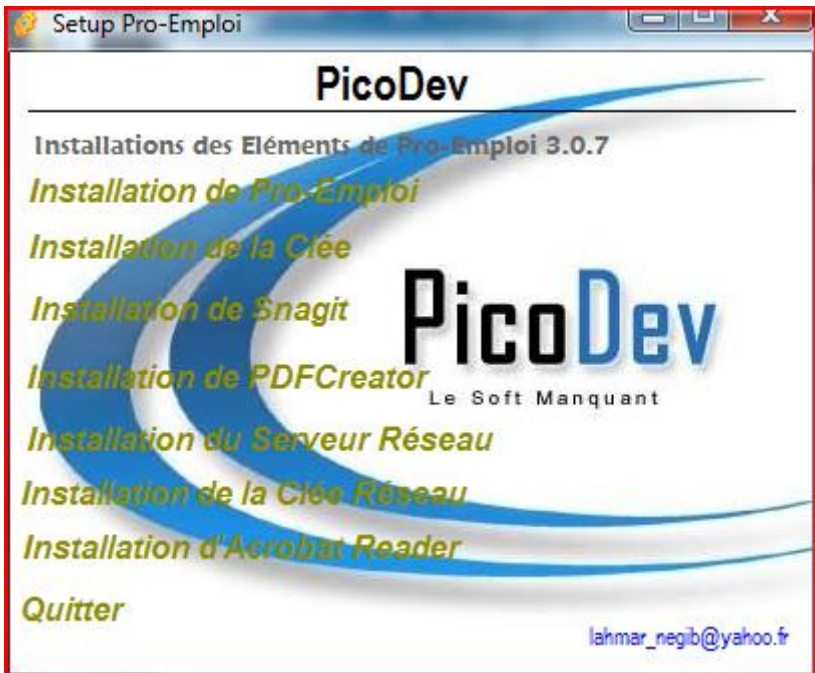 Setup Pro-Emploi
PicoDev
Installations des Eléments de Pro-Emploi 3.0.7
Installation de Pro-Emploi
Installation de la Clée
Installation de Snagit
PicoDev
Le Soft Manquant
Installation de PDFCreator
Installation du Serveur Réseau
Installation de la Clée Réseau
Installation d'Acrobat Reader
Quitter
lahmar_negib@yahoo.fr